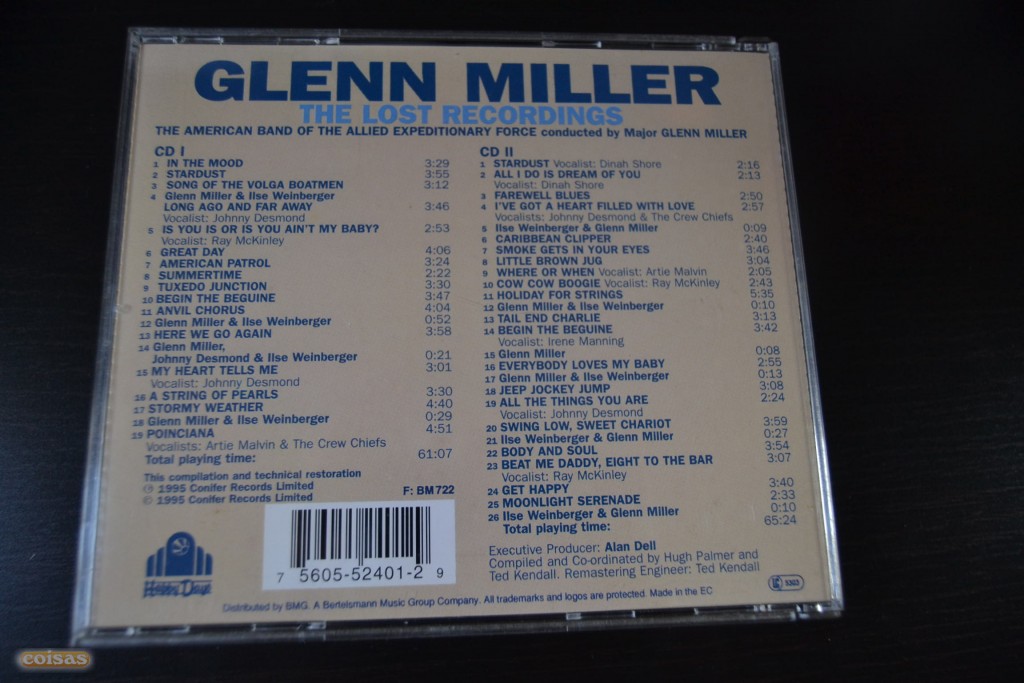 GLENN MILLER
THE LOST RECORDINGS
THE AMERICAN BAND OF THE ALLIED EXPEDITIONARY FORCE conducted by Major GLENN MILLER
CD I
1 IN THE MOOD 3:29
2 STARDUST 3:55
3 SONG OF THE VOLGA BOATMEN 3:12
4 Glenn Miller & Ilse Weinberger
LONG AGO AND FAR AWAY 3:46
Vocalist: Johnny Desmond
5 IS YOU IS OR IS YOU AIN'T MY BABY? 2:53
Vocalist: Ray McKinley
6 GREAT DAY 4:06
7 AMERICAN PATROL 3:24
8 SUMMERTIME 2:22
9 TUXEDO JUNCTION 3:30
10 BEGIN THE BEGUINE 3:47
11 ANVIL CHORUS 4:04
12 Glenn Miller & Ilse Weinberger 0:52
13 HERE WE GO AGAIN 3:58
14 Glenn Miller,
Johnny Desmond & Ilse Weinberger 0:21
15 MY HEART TELLS ME 3:01
Vocalist: Johnny Desmond
16 A STRING OF PEARLS 3:30
17 STORMY WEATHER 4:40
18 Glenn Miller & Ilse Weinberger 0:29
19 POINCIANA 4:51
Vocalists: Artie Malvin & The Crew Chiefs
Total playing time: 61:07
This compilation and technical restoration
℗ 1995 Conifer Records Limited
© 1995 Conifer Records Limited
F: BM 722
7 5605-52401-2 9
Happy Days
CD II
1 STARDUST Vocalist: Dinah Shore 2:16
2 ALL I DO IS DREAM OF YOU 2:13
Vocalist: Dinah Shore
3 FAREWELL BLUES 2:50
4 I'VE GOT A HEART FILLED WITH LOVE 2:57
Vocalists: Johnny Desmond & The Crew Chiefs
5 Ilse Weinberger & Glenn Miller 0:09
6 CARIBBEAN CLIPPER 2:40
7 SMOKE GETS IN YOUR EYES 3:46
8 LITTLE BROWN JUG 3:04
9 WHERE OR WHEN Vocalist: Artie Malvin 2:05
10 COW COW BOOGIE Vocalist: Ray McKinley 2:43
11 HOLIDAY FOR STRINGS 5:35
12 Glenn Miller & Ilse Weinberger 0:10
13 TAIL END CHARLIE 3:13
14 BEGIN THE BEGUINE 3:42
Vocalist: Irene Manning
15 Glenn Miller 0:08
16 EVERYBODY LOVES MY BABY 2:55
17 Glenn Miller & Ilse Weinberger 0:13
18 JEEP JOCKEY JUMP 3:08
19 ALL THE THINGS YOU ARE 2:24
Vocalist: Johnny Desmond
20 SWING LOW, SWEET CHARIOT 3:59
21 Ilse Weinberger & Glenn Miller 0:27
22 BODY AND SOUL 3:54
23 BEAT ME DADDY, EIGHT TO THE BAR 3:07
Vocalist: Ray McKinley
24 GET HAPPY 3:40
25 MOONLIGHT SERENADE 2:33
26 Ilse Weinberger & Glenn Miller 0:10
Total playing time: 65:24
Executive Producer: Alan Dell
Compiled and Co-ordinated by Hugh Palmer and
Ted Kendall. Remastering Engineer: Ted Kendall
Distributed by BMG. A Bertelsmann Music Group Company. All trademarks and logos are protected. Made in the EC
coisas